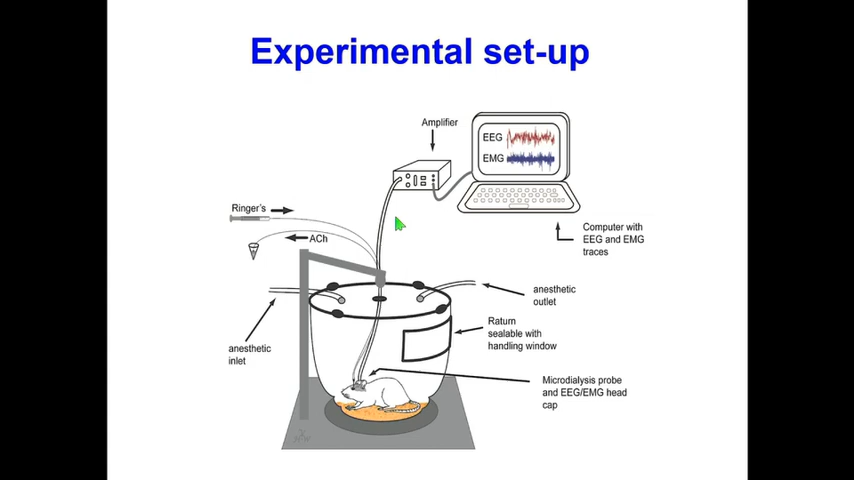 Experimental set-up
Amplifier
EEG
EMG
Ringer's
ACh
Computer with
EEG and EMG
traces
anesthetic
outlet
Raturn
sealable with
handling window
anesthetic
inlet
Microdialysis probe
and EEG/EMG head
cap